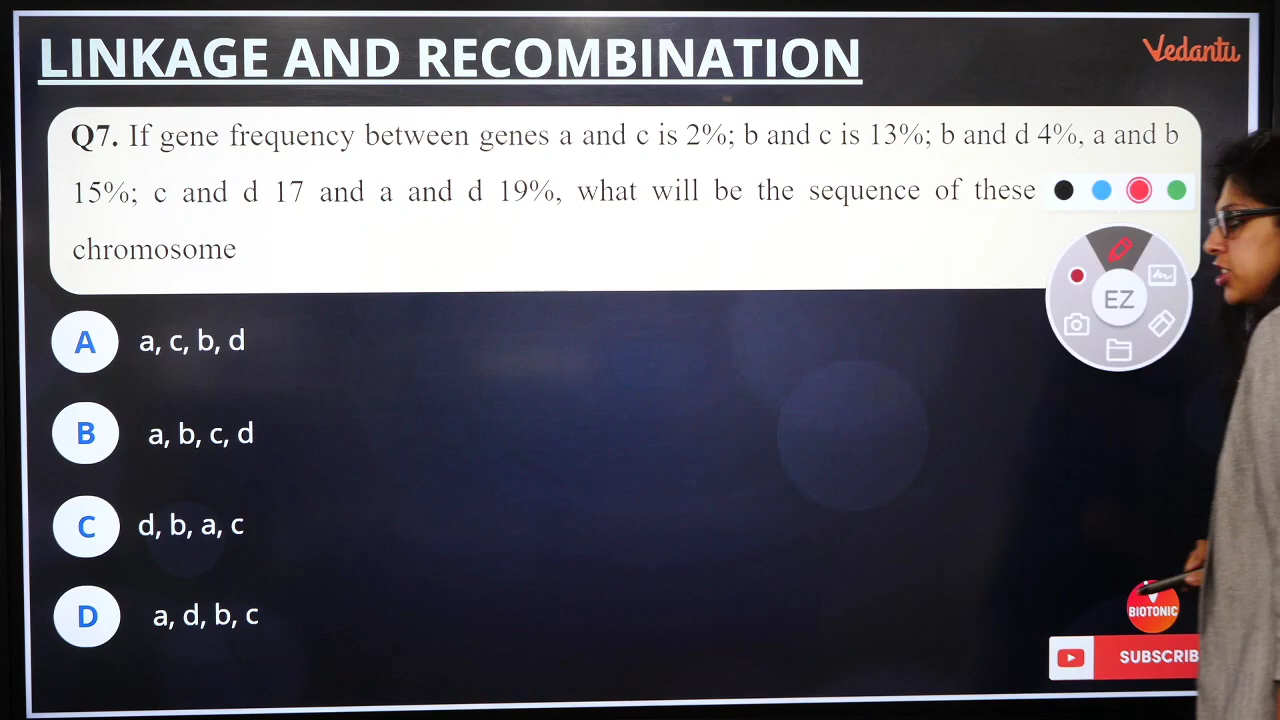 LINKAGE AND RECOMBINATION
Vedantu
Q7. If gene frequency between genes a and c is 2%; b and c is 13%; b and d 4%, a and b
15%; c and d 17 and a and d 19%, what will be the sequence of these
chromosome
EZ
A a, c, b, d
B a, b, c, d
C d, b, a, c
D a, d, b, c
BIOTONIC
SUBSCRIB